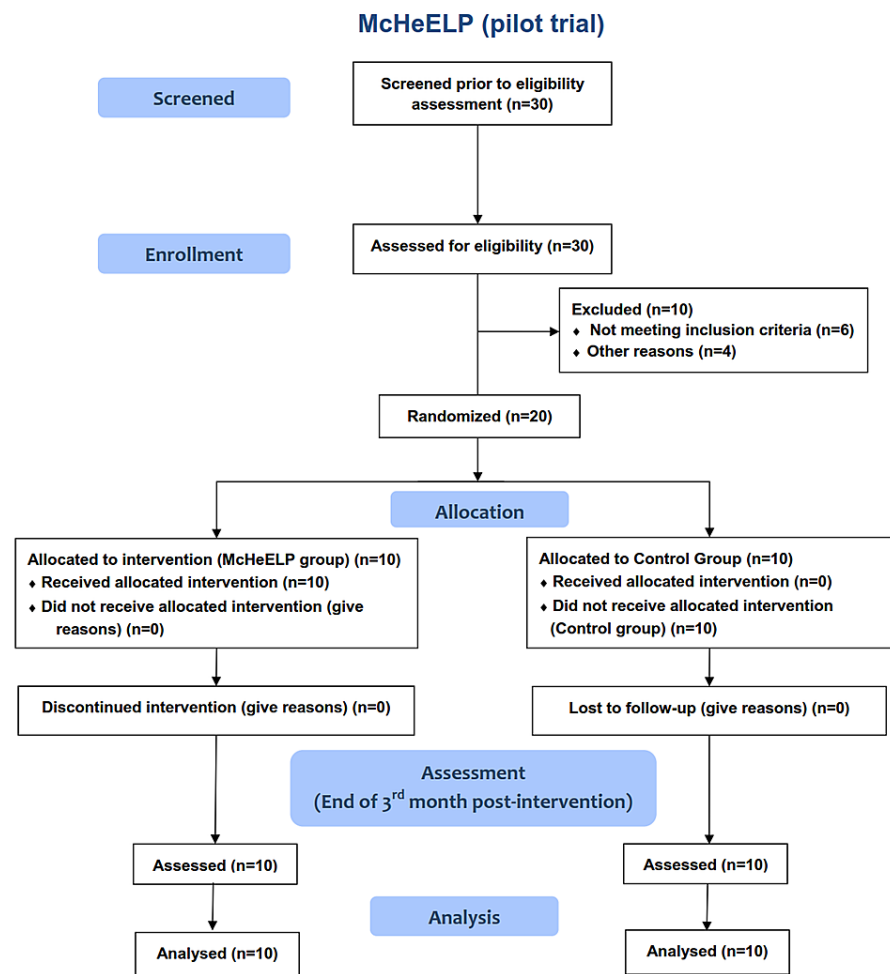 McHeELP (pilot trial)
Screened
Screened prior to eligibility
assessment (n=30)
Enrollment
Assessed for eligibility (n=30)
Excluded (n=10)
♦ Not meeting inclusion criteria (n=6)
♦ Other reasons (n=4)
Randomized (n=20)
Allocation
Allocated to intervention (McHeELP group) (n=10)
♦ Received allocated intervention (n=10)
♦ Did not receive allocated intervention (give
reasons) (n=0)
Allocated to Control Group (n=10)
♦ Received allocated intervention (n=0)
♦ Did not receive allocated intervention
(Control group) (n=10)
Discontinued intervention (give reasons) (n=0)
Lost to follow-up (give reasons) (n=0)
Assessment
(End of 3rd month post-intervention)
Assessed (n=10)
Assessed (n=10)
Analysis
Analysed (n=10)
Analysed (n=10)